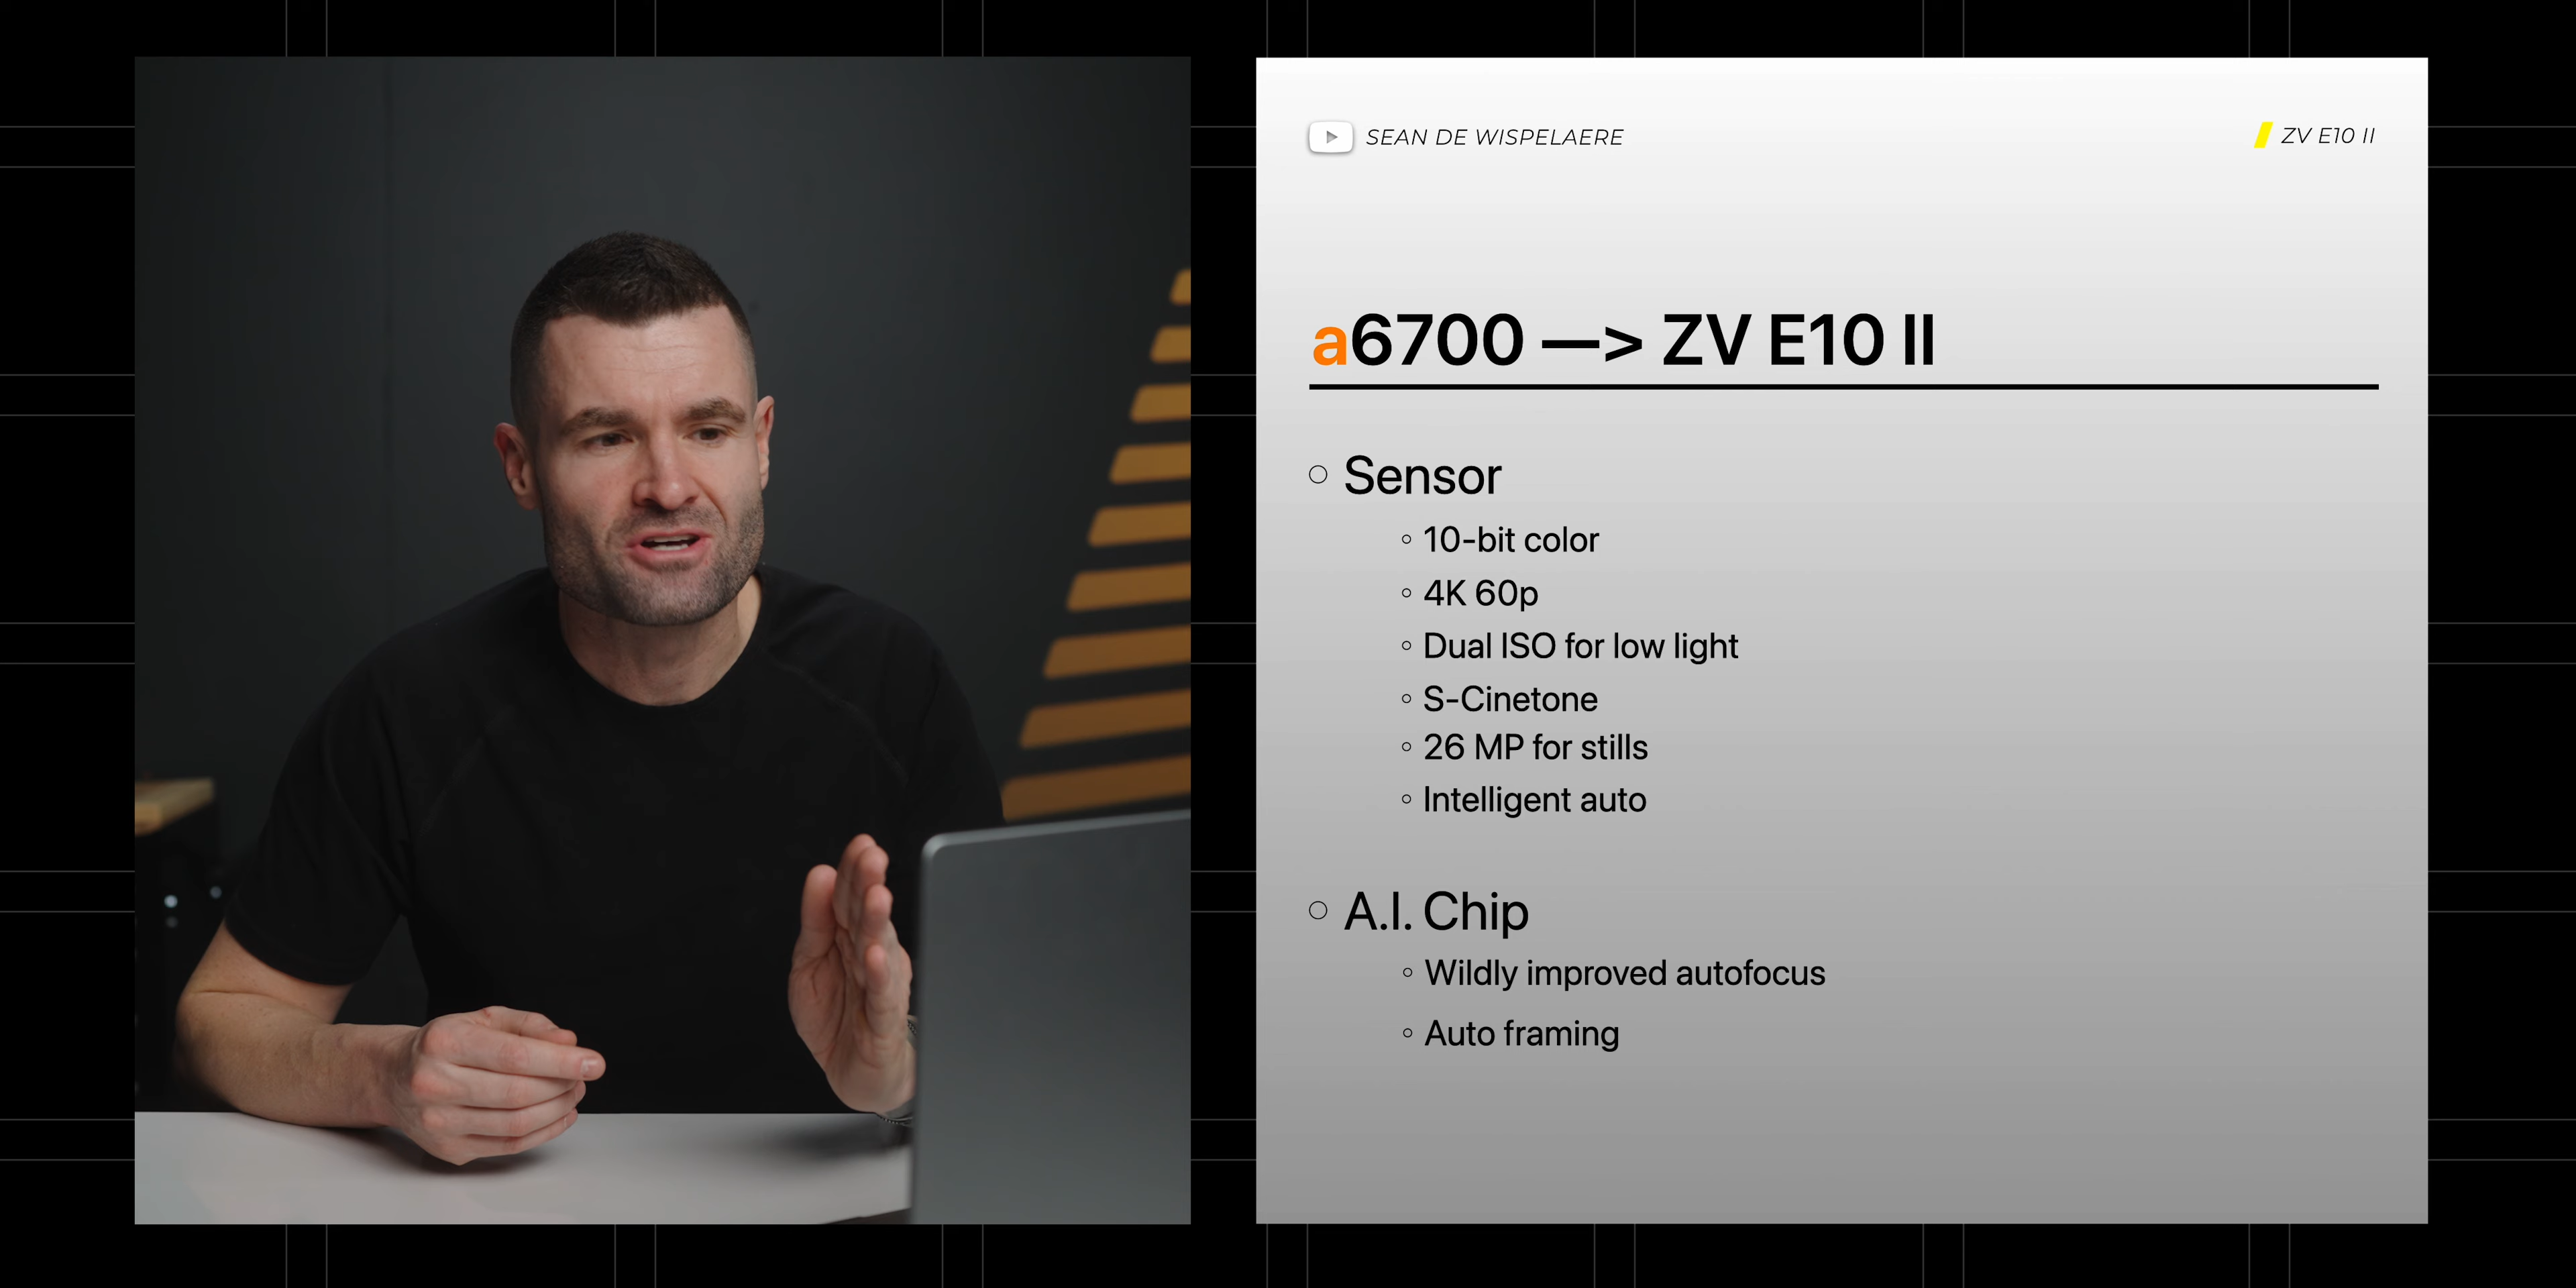 SEAN DE WISPELAERE
ZV E10 II
a6700 —> ZV E10 II
Sensor
10-bit color
4K 60p
Dual ISO for low light
S-Cinetone
26 MP for stills
Intelligent auto
A.I. Chip
Wildly improved autofocus
Auto framing